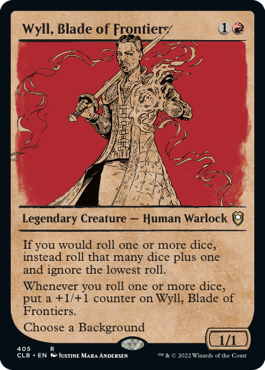 Wyll, Blade of Frontiers 1
Legendary Creature — Human Warlock
If you would roll one or more dice,
instead roll that many dice plus one
and ignore the lowest roll.
Whenever you roll one or more dice,
put a +1/+1 counter on Wyll, Blade of
Frontiers.
Choose a Background
1/1
405 R
CLB • EN Justine Mara Andersen
™ & © 2022 Wizards of the Coast